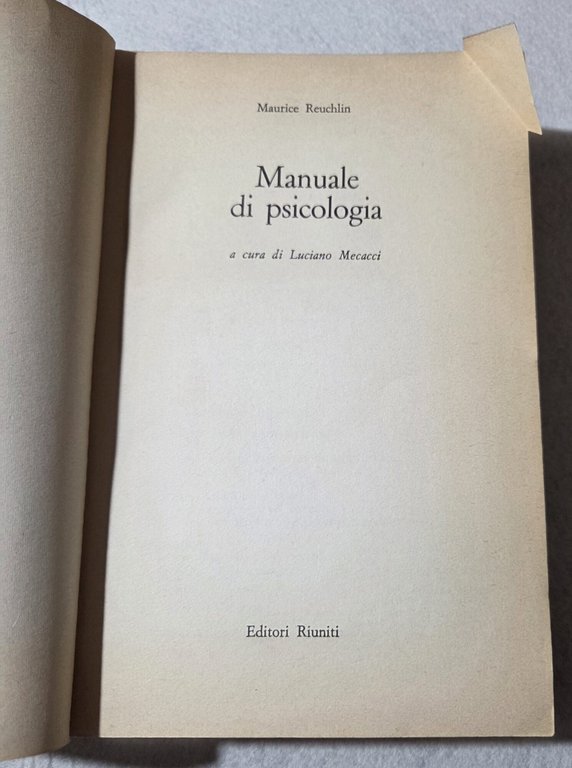 Maurice Reuchlin
Manuale
di psicologia
a cura di Luciano Mecacci
Editori Riuniti